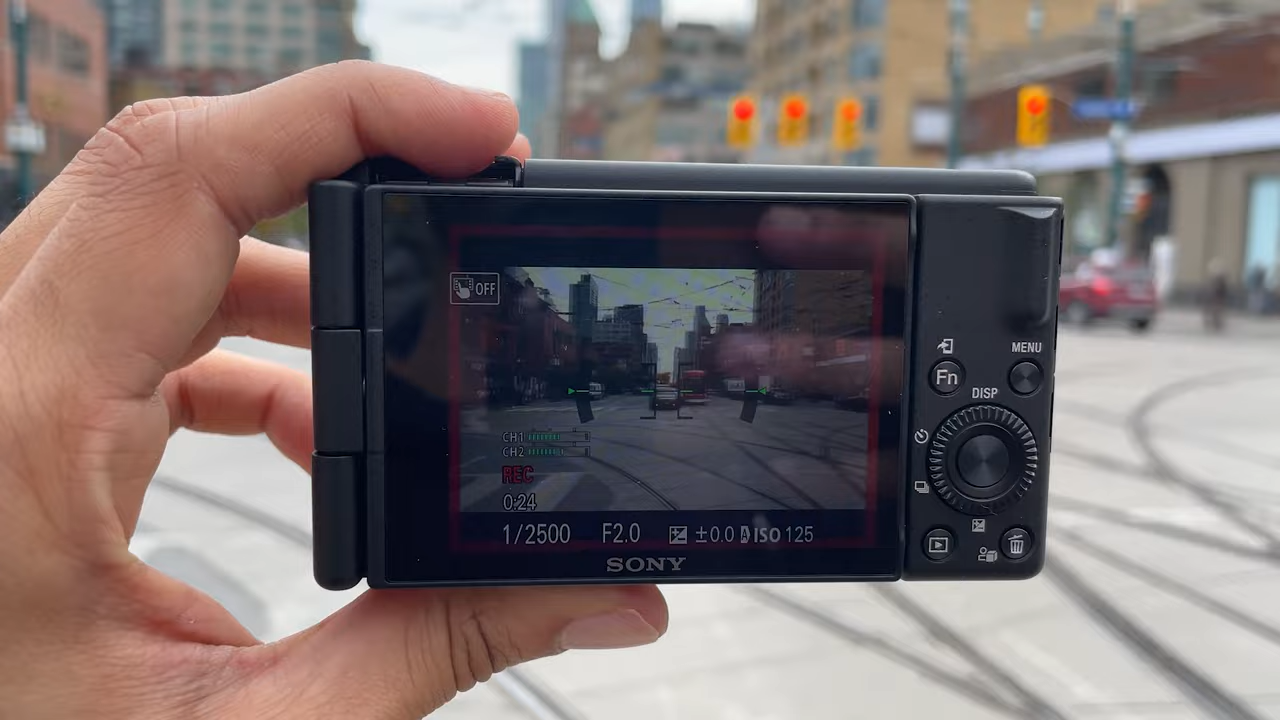 OFF
MENU
Fn
DISP
CH1
CH2
REC
0:24
1/2500 F2.0 ±0.0 A ISO 125
SONY